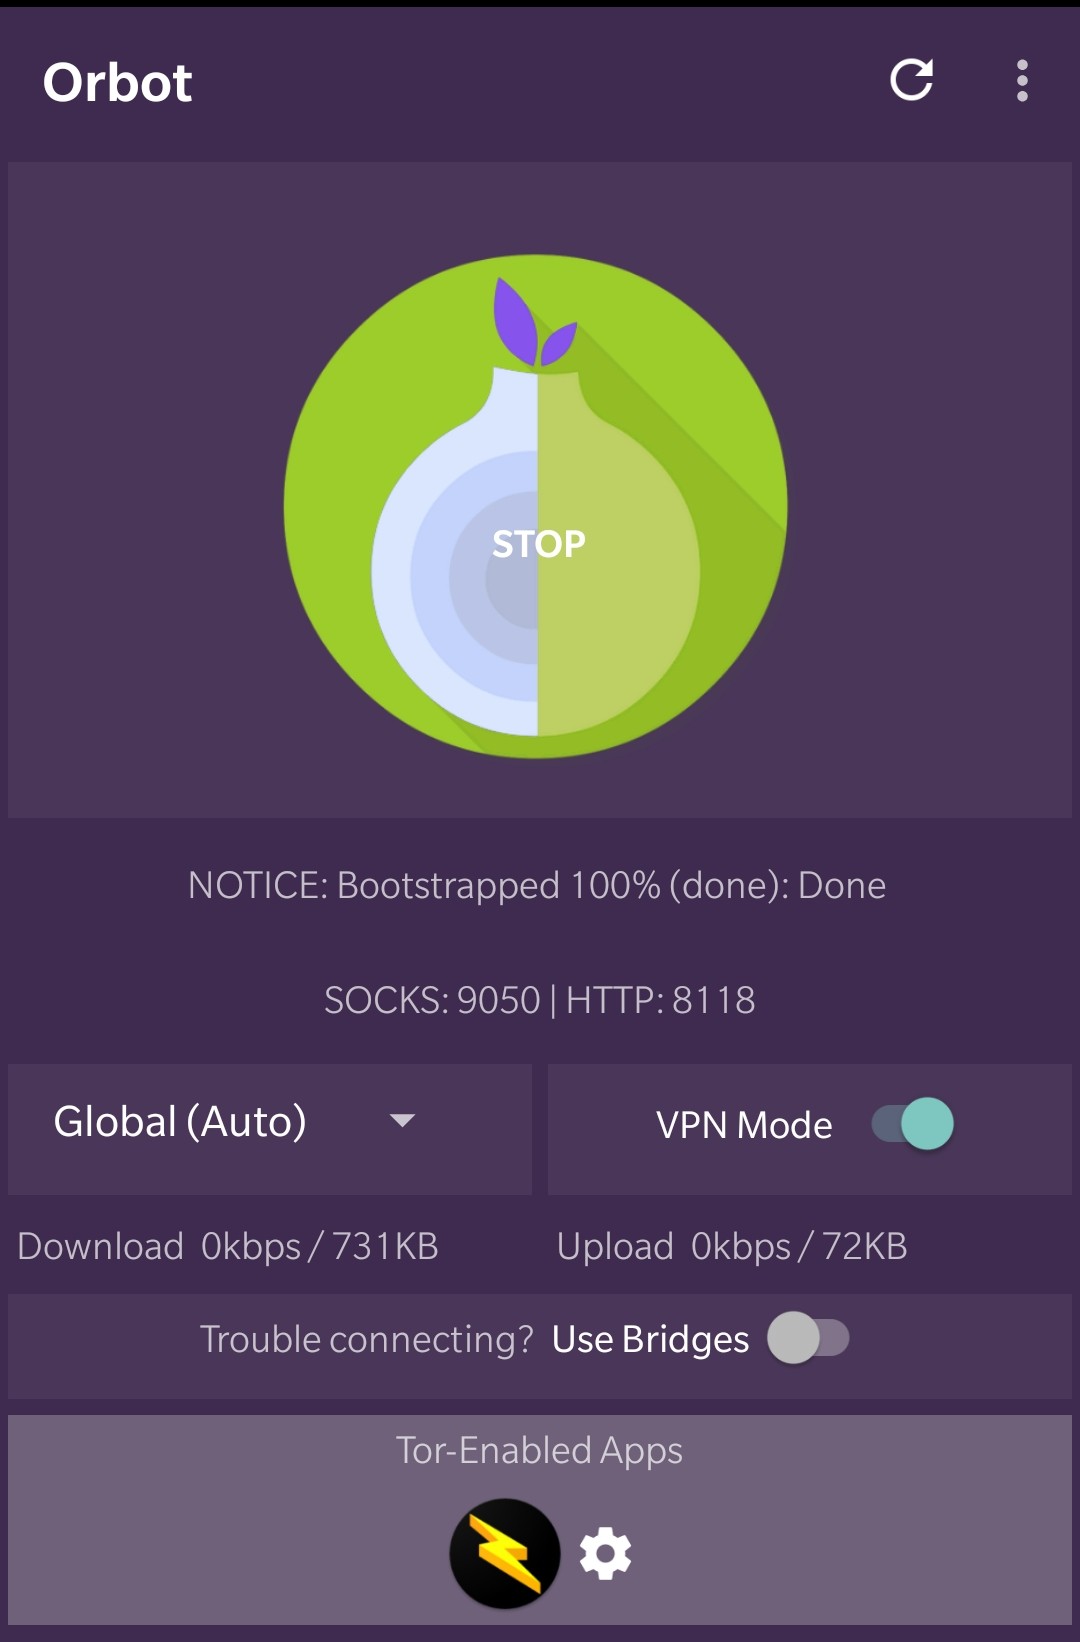 Orbot
STOP
NOTICE: Bootstrapped 100% (done): Done
SOCKS: 9050 | HTTP: 8118
Global (Auto)
VPN Mode
Download 0kbps / 731KB
Upload 0kbps / 72KB
Trouble connecting? Use Bridges
Tor-Enabled Apps